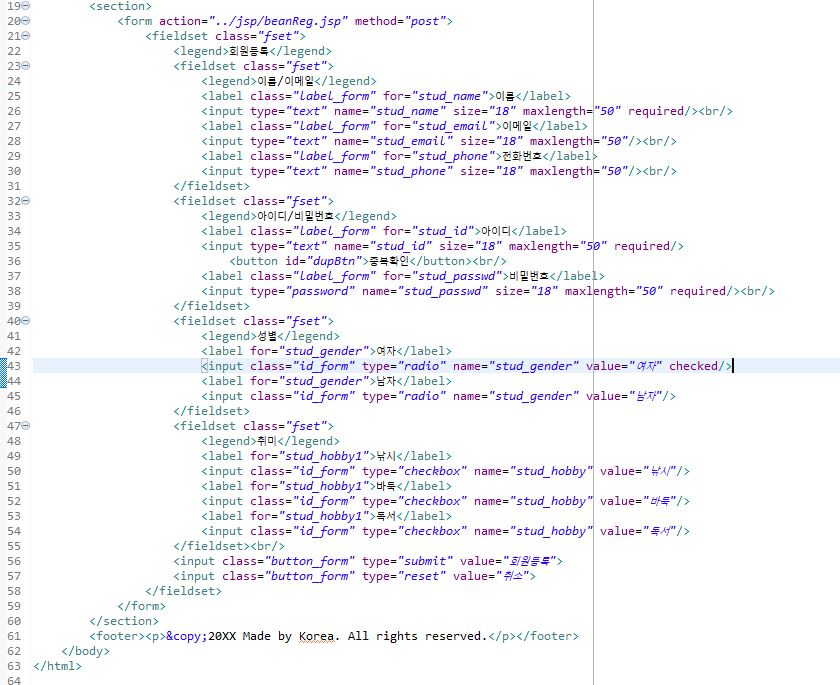 19 <section>
20 <form action="../jsp/beanReg.jsp" method="post">
21 <fieldset class="fset">
22 <legend>회원등록</legend>
23 <fieldset class="fset">
24 <legend>이름/이메일</legend>
25 <label class="label_form" for="stud_name">이름</label>
26 <input type="text" name="stud_name" size="18" maxlength="50" required/><br/>
27 <label class="label_form" for="stud_email">이메일</label>
28 <input type="text" name="stud_email" size="18" maxlength="50"/><br/>
29 <label class="label_form" for="stud_phone">전화번호</label>
30 <input type="text" name="stud_phone" size="18" maxlength="50"/><br/>
31 </fieldset>
32 <fieldset class="fset">
33 <legend>아이디/비밀번호</legend>
34 <label class="label_form" for="stud_id">아이디</label>
35 <input type="text" name="stud_id" size="18" maxlength="50" required/>
36 <button id="dupBtn">중복확인</button><br/>
37 <label class="label_form" for="stud_passwd">비밀번호</label>
38 <input type="password" name="stud_passwd" size="18" maxlength="50" required/><br/>
39 </fieldset>
40 <fieldset class="fset">
41 <legend>성별</legend>
42 <label for="stud_gender">여자</label>
43 <input class="id_form" type="radio" name="stud_gender" value="여자" checked/>
44 <label for="stud_gender">남자</label>
45 <input class="id_form" type="radio" name="stud_gender" value="남자"/>
46 </fieldset>
47 <fieldset class="fset">
48 <legend>취미</legend>
49 <label for="stud_hobby1">낚시</label>
50 <input class="id_form" type="checkbox" name="stud_hobby" value="낚시"/>
51 <label for="stud_hobby1">바둑</label>
52 <input class="id_form" type="checkbox" name="stud_hobby" value="바둑"/>
53 <label for="stud_hobby1">독서</label>
54 <input class="id_form" type="checkbox" name="stud_hobby" value="독서"/>
55 </fieldset><br/>
56 <input class="button_form" type="submit" value="회원등록">
57 <input class="button_form" type="reset" value="취소">
58 </fieldset>
59 </form>
60 </section>
61 <footer><p>&copy;20XX Made by Korea. All rights reserved.</p></footer>
62 </body>
63 </html>
64